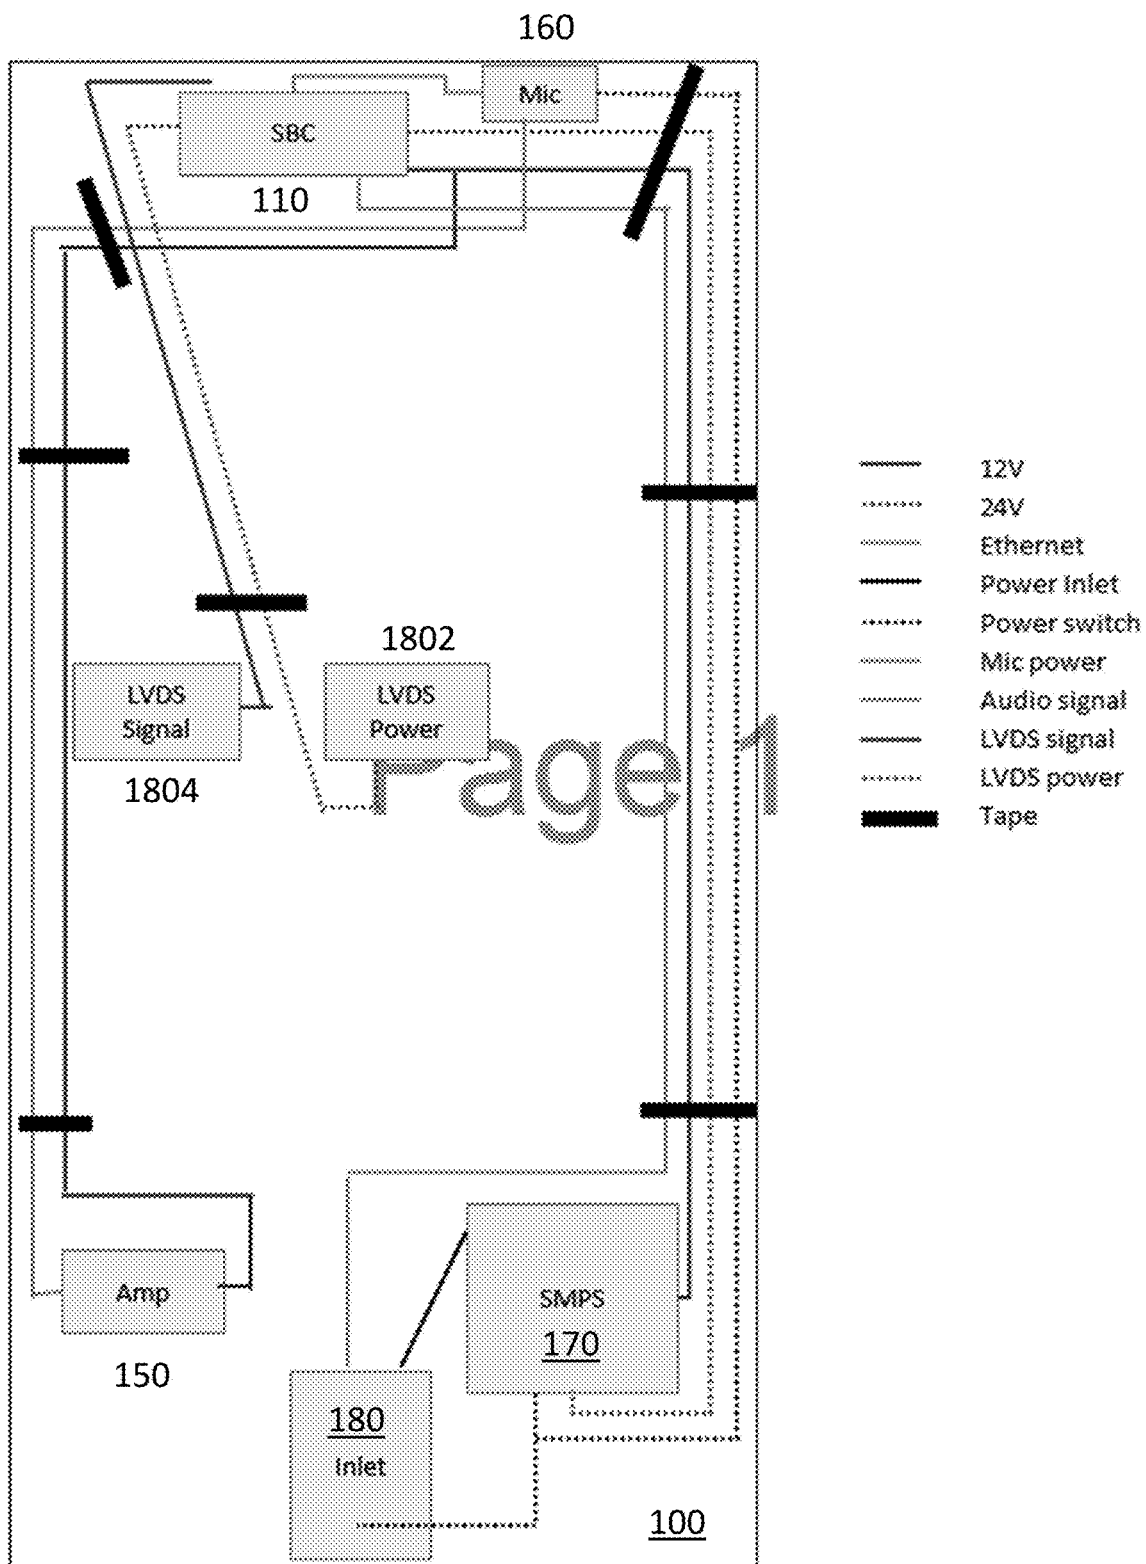 160
Mic
SBC
110
12V
24V
Ethernet
Power Inlet
Power switch
Mic power
Audio signal
LVDS signal
LVDS power
Tape
1802
LVDS
Signal
LVDS
Power
Page 1
1804
Amp
150
SMPS
170
180
Inlet
100